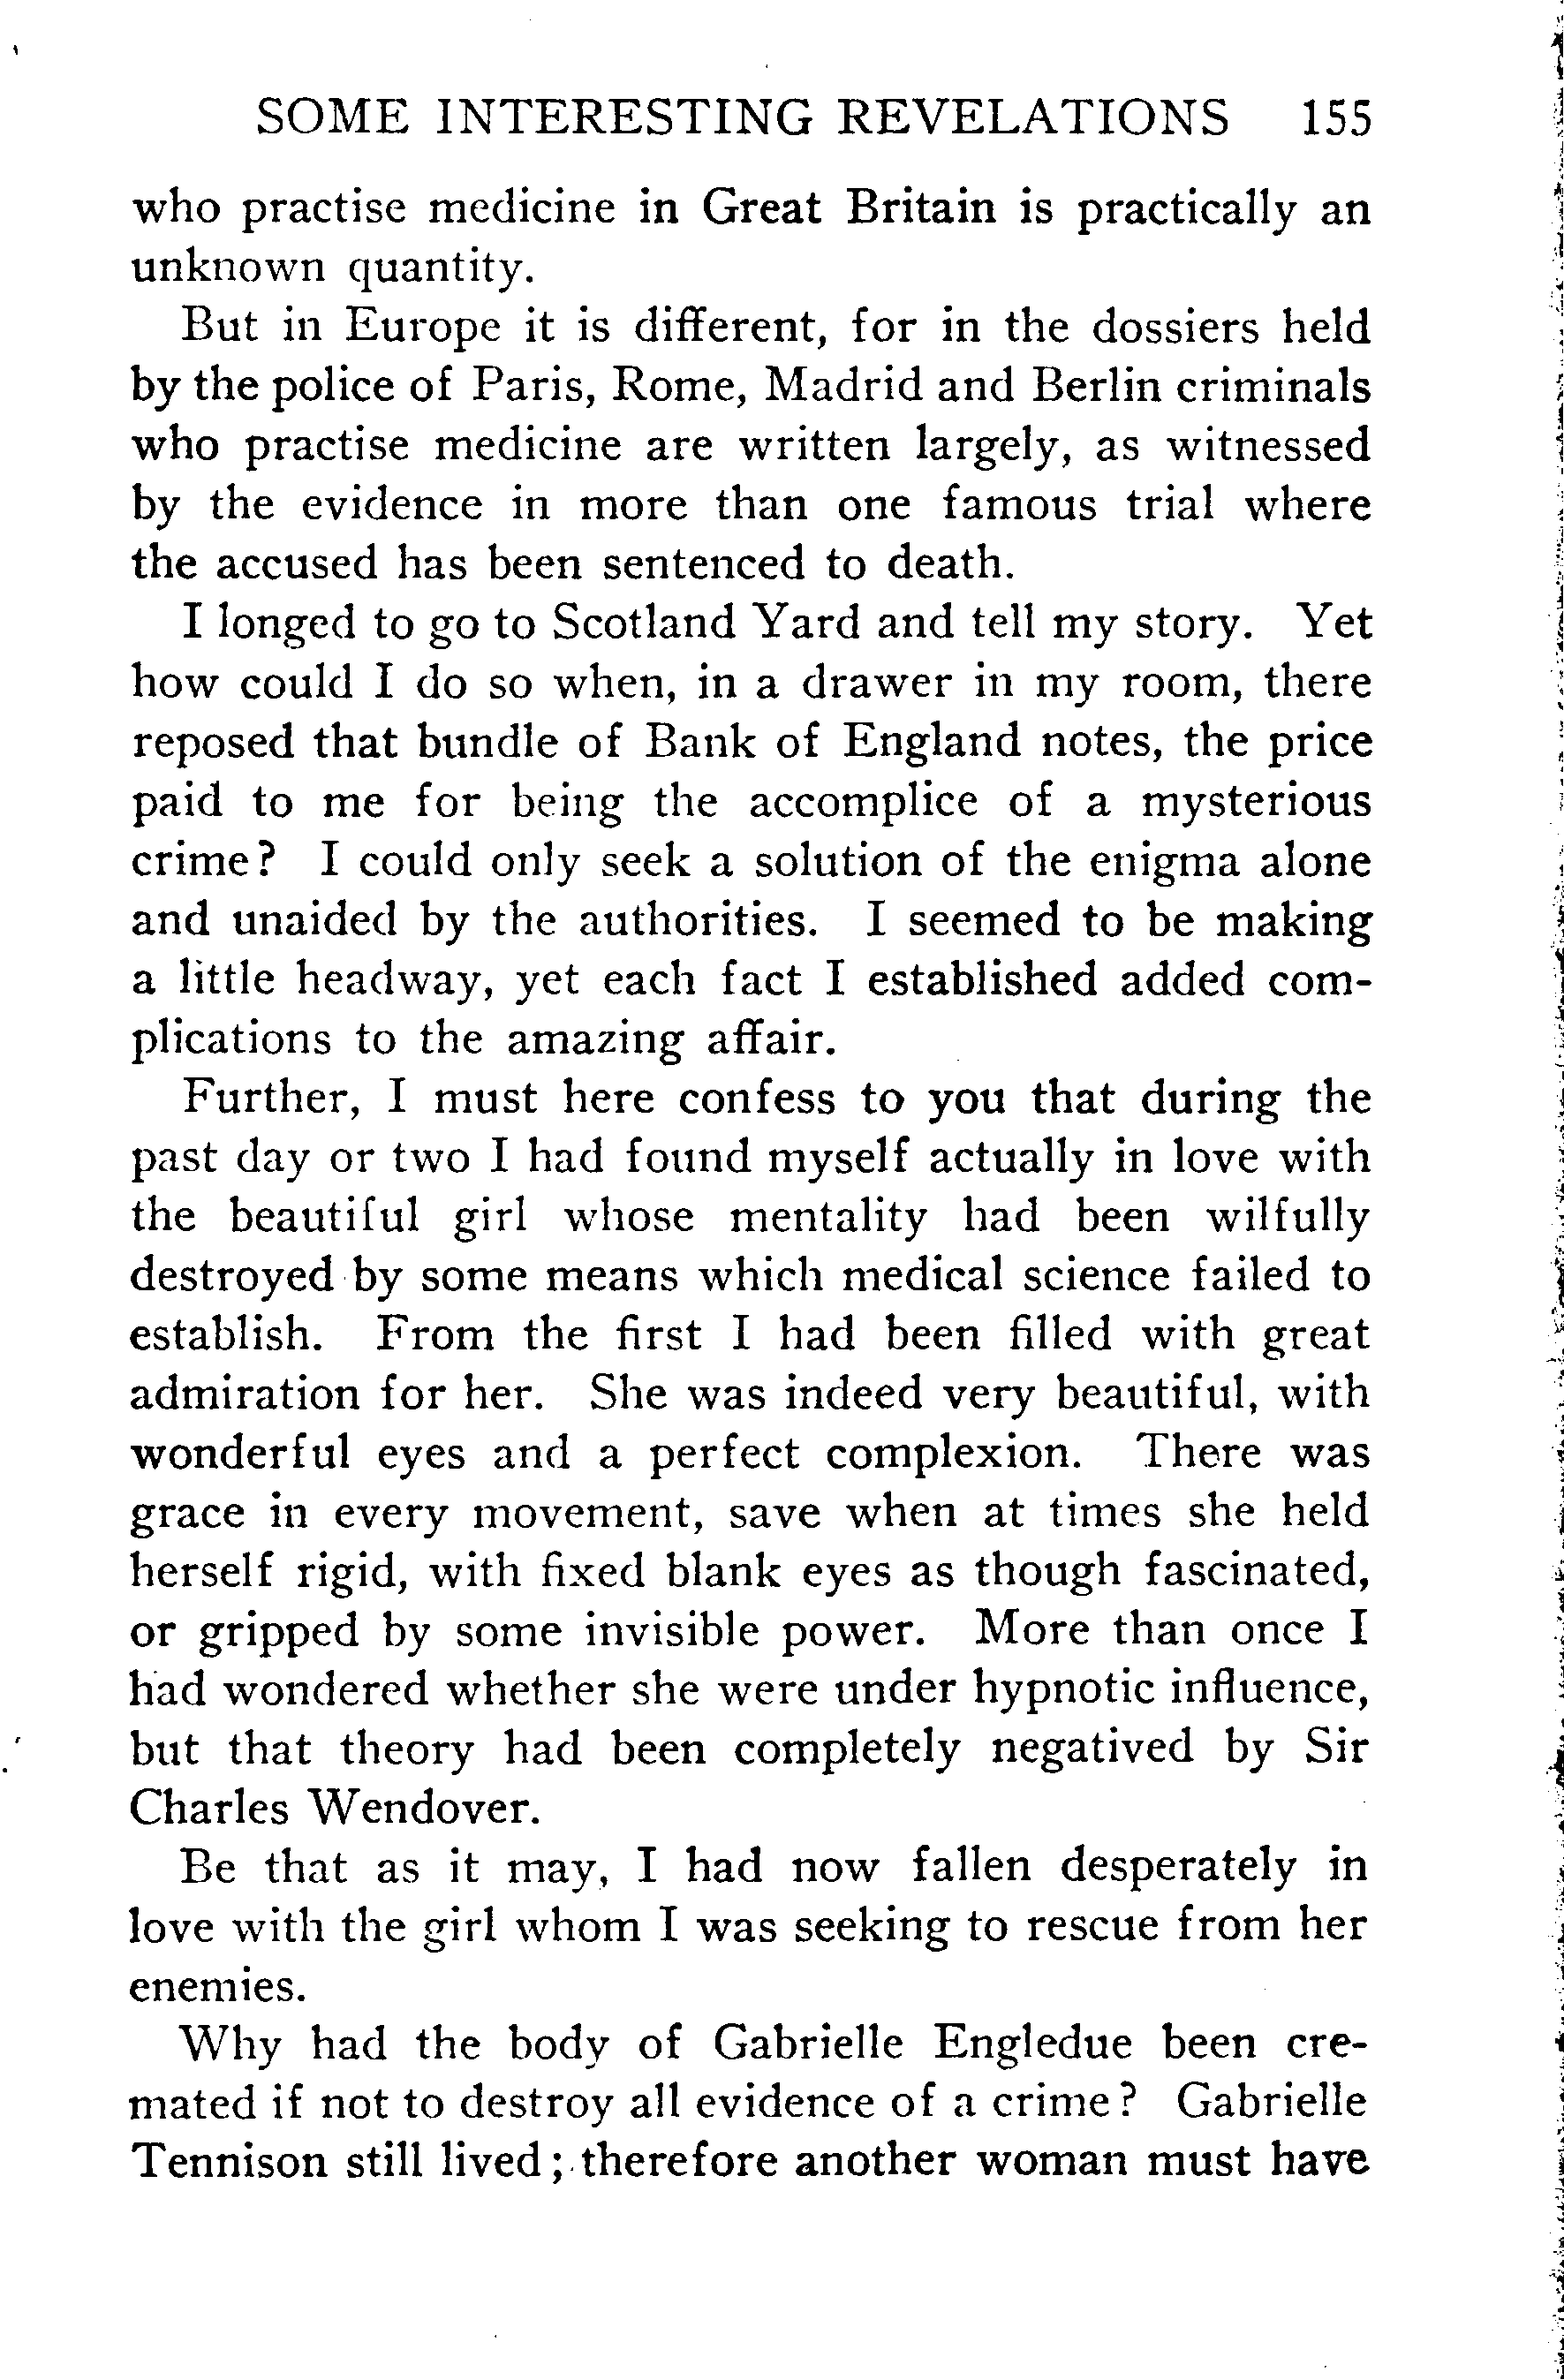 SOME INTERESTING REVELATIONS 155
who practise medicine in Great Britain is practically an
unknown quantity.
But in Europe it is different, for in the dossiers held
by the police of Paris, Rome, Madrid and Berlin criminals
who practise medicine are written largely, as witnessed
by the evidence in more than one famous trial where
the accused has been sentenced to death.
I longed to go to Scotland Yard and tell my story. Yet
how could I do so when, in a drawer in my room, there
reposed that bundle of Bank of England notes, the price
paid to me for being the accomplice of a mysterious
crime? I could only seek a solution of the enigma alone
and unaided by the authorities. I seemed to be making
a little headway, yet each fact I established added com-
plications to the amazing affair.
Further, I must here confess to you that during the
past day or two I had found myself actually in love with
the beautiful girl whose mentality had been wilfully
destroyed by some means which medical science failed to
establish. From the first I had been filled with great
admiration for her. She was indeed very beautiful, with
wonderful eyes and a perfect complexion. There was
grace in every movement, save when at times she held
herself rigid, with fixed blank eyes as though fascinated,
or gripped by some invisible power. More than once I
had wondered whether she were under hypnotic influence,
but that theory had been completely negatived by Sir
Charles Wendover.
Be that as it may, I had now fallen desperately in
love with the girl whom I was seeking to rescue from her
enemies.
Why had the body of Gabrielle Engledue been cre-
mated if not to destroy all evidence of a crime? Gabrielle
Tennison still lived; therefore another woman must have